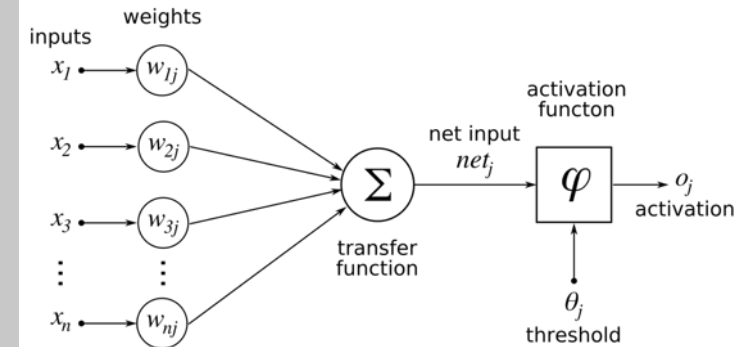 weights
inputs
x1
w1j
activation
functon
x2
w2j
net input
netj
Σ
φ
oj
activation
x3
w3j
transfer
function
⋮
⋮
θj
xn
wnj
threshold